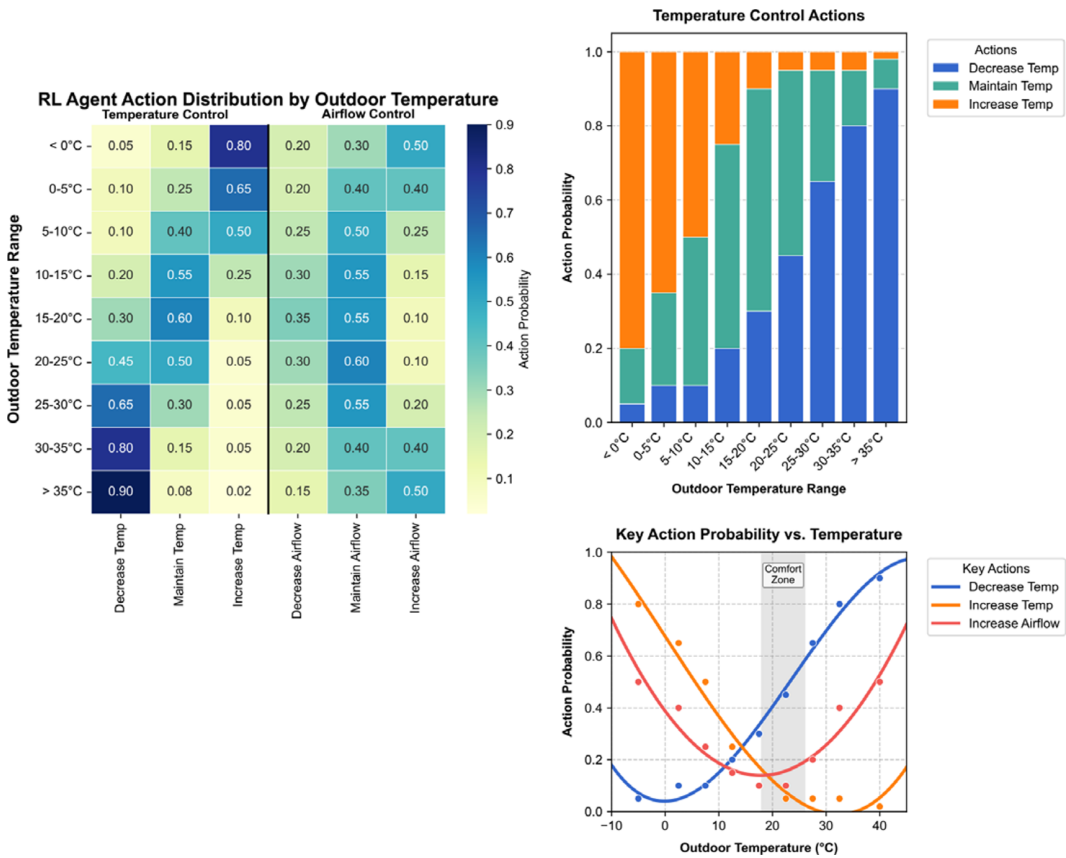 RL Agent Action Distribution by Outdoor Temperature
Temperature Control
Airflow Control
Outdoor Temperature Range
< 0°C 0.05 0.15 0.80 0.20 0.30 0.50
0-5°C 0.10 0.25 0.65 0.20 0.40 0.40
5-10°C 0.10 0.40 0.50 0.25 0.50 0.25
10-15°C 0.20 0.55 0.25 0.30 0.55 0.15
15-20°C 0.30 0.60 0.10 0.35 0.55 0.10
20-25°C 0.45 0.50 0.05 0.30 0.60 0.10
25-30°C 0.65 0.30 0.05 0.25 0.55 0.20
30-35°C 0.80 0.15 0.05 0.20 0.40 0.40
> 35°C 0.90 0.08 0.02 0.15 0.35 0.50
Decrease Temp
Maintain Temp
Increase Temp
Decrease Airflow
Maintain Airflow
Increase Airflow
0.9
0.8
0.7
0.6
0.5
0.4
0.3
0.2
0.1
Action Probability
Temperature Control Actions
Action Probability
1.0
0.8
0.6
0.4
0.2
0.0
< 0°C
0-5°C
5-10°C
10-15°C
15-20°C
20-25°C
25-30°C
30-35°C
> 35°C
Outdoor Temperature Range
Actions
Decrease Temp
Maintain Temp
Increase Temp
Key Action Probability vs. Temperature
Action Probability
1.0
0.8
0.6
0.4
0.2
0.0
Comfort
Zone
−10 0 10 20 30 40
Outdoor Temperature (°C)
Key Actions
Decrease Temp
Increase Temp
Increase Airflow